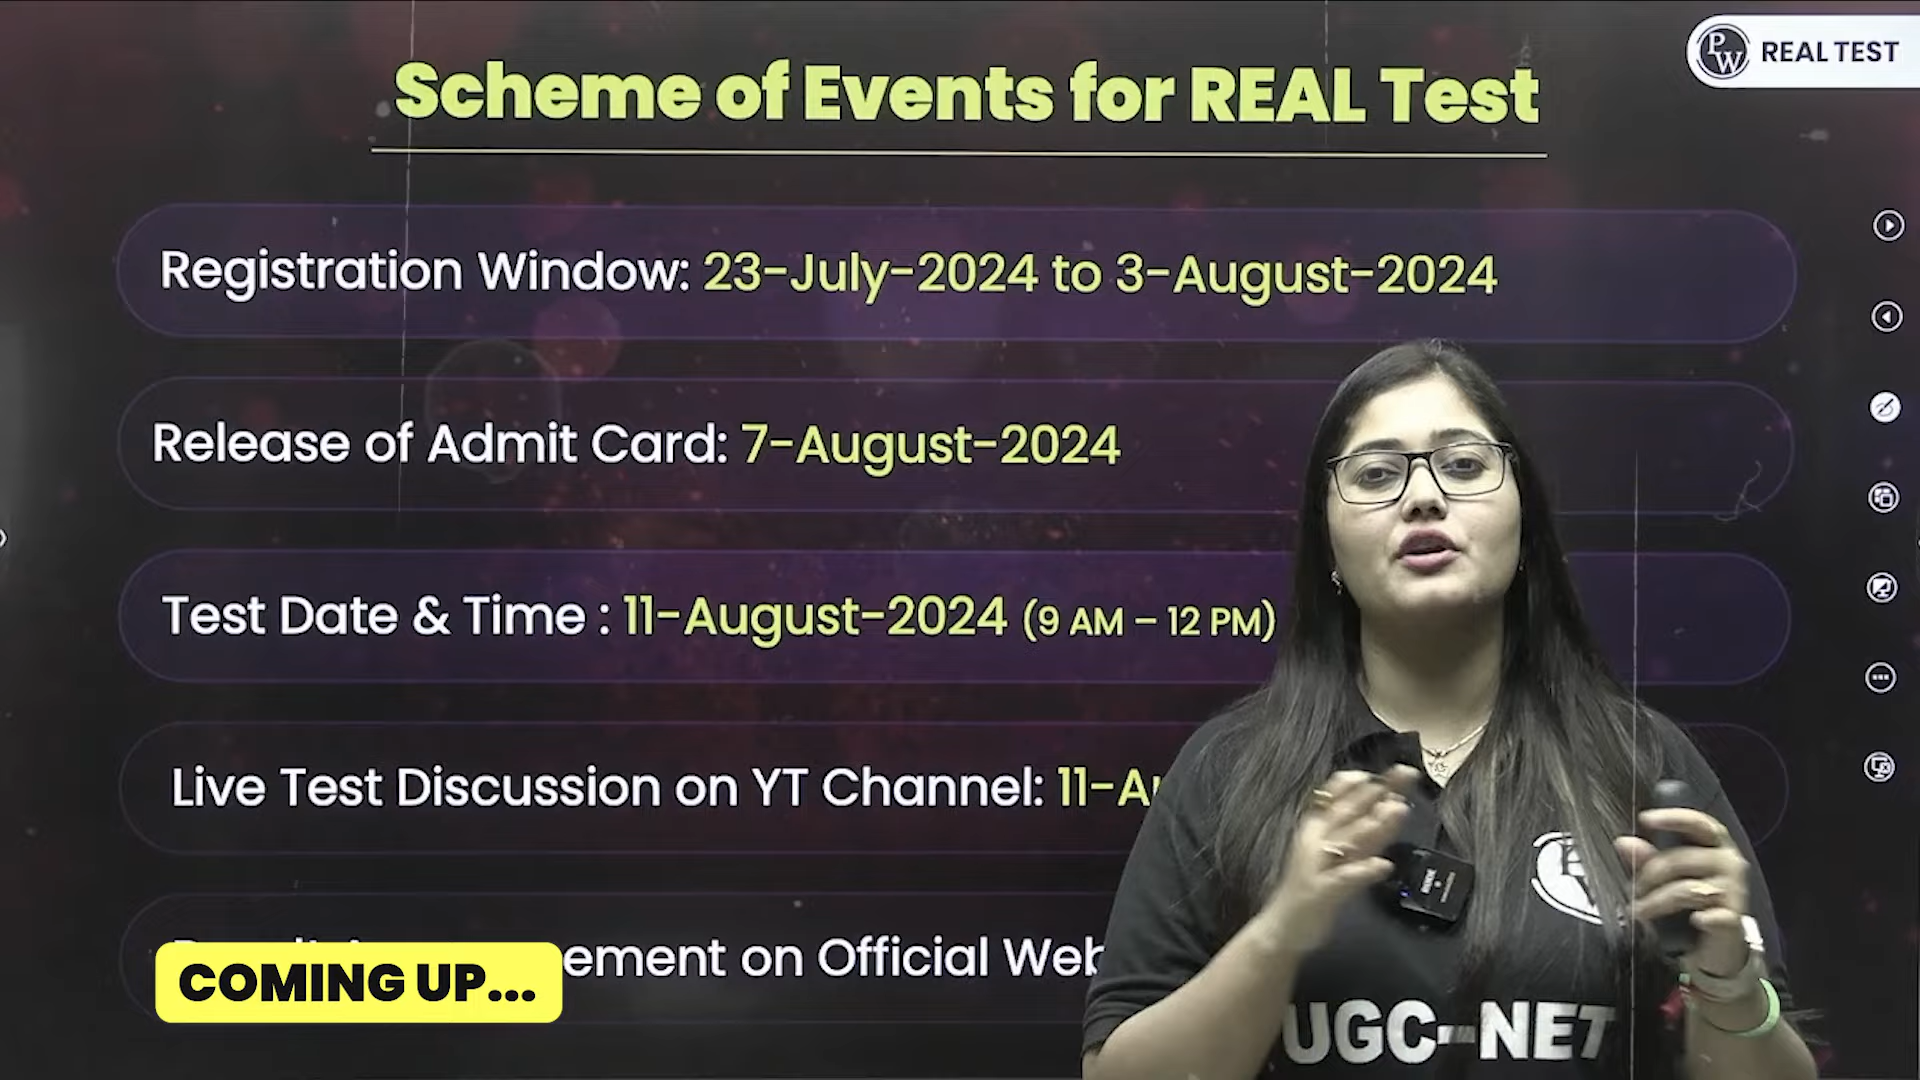 Scheme of Events for REAL Test
PW REAL TEST
Registration Window: 23-July-2024 to 3-August-2024
Release of Admit Card: 7-August-2024
Test Date & Time : 11-August-2024 (9 AM – 12 PM)
Live Test Discussion on YT Channel: 11-Au
ement on Official Web
COMING UP...
UGC-NET